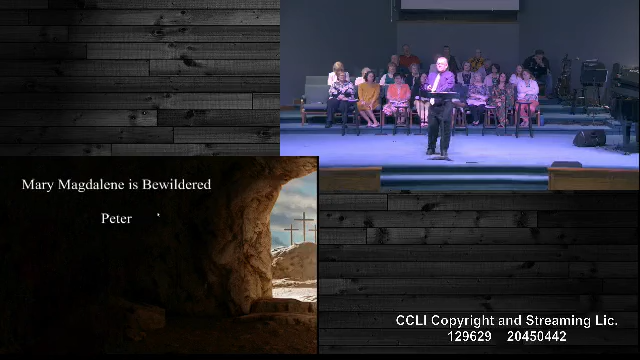 Mary Magdalene is Bewildered
Peter
CCLI Copyright and Streaming Lic.
129629 20450442